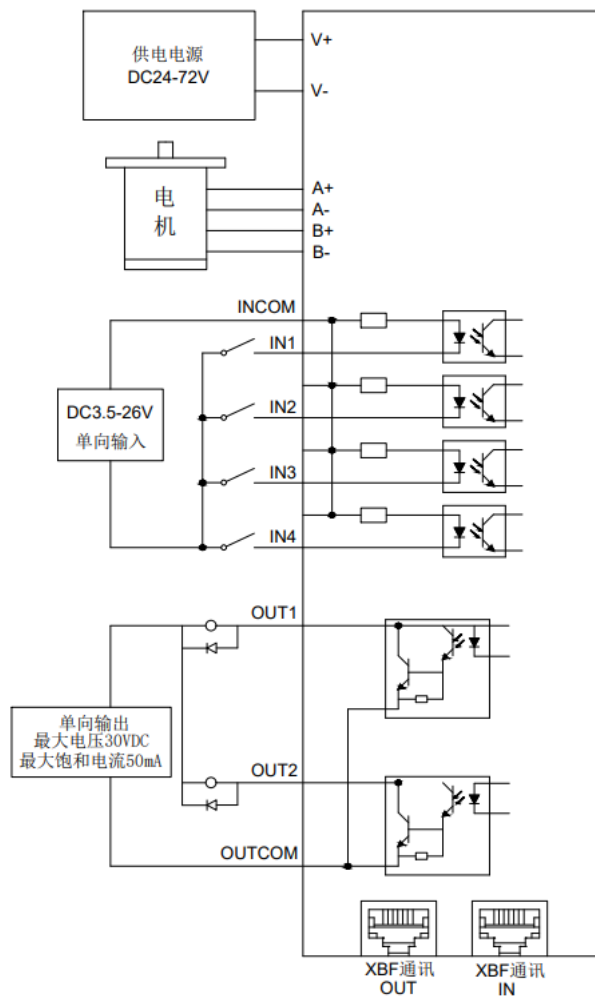 供电电源
DC24-72V
V+
V-
电
机
A+
A-
B+
B-
INCOM
IN1
DC3.5-26V
单向输入
IN2
IN3
IN4
OUT1
单向输出
最大电压30VDC
最大饱和电流50mA
OUT2
OUTCOM
XBF通讯
OUT
XBF通讯
IN